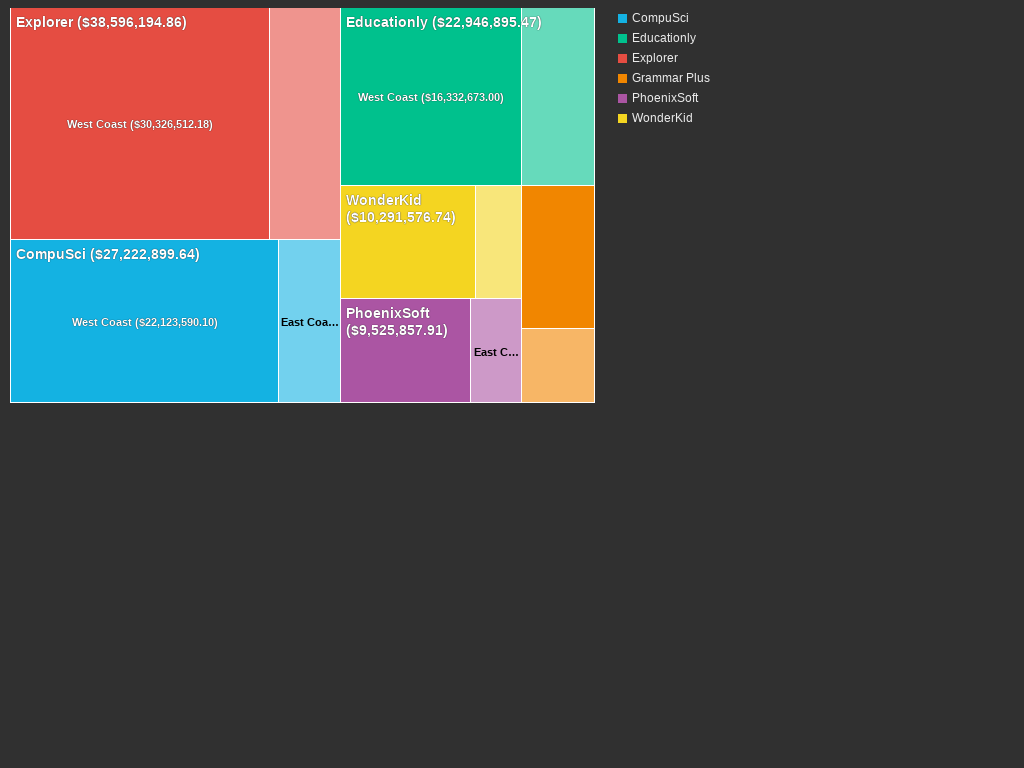 Explorer ($38,596,194.86)
West Coast ($30,326,512.18)
CompuSci ($27,222,899.64)
West Coast ($22,123,590.10)
East Coa…
Educationly ($22,946,895.47)
West Coast ($16,332,673.00)
WonderKid
($10,291,576.74)
PhoenixSoft
($9,525,857.91)
East C…
CompuSci
Educationly
Explorer
Grammar Plus
PhoenixSoft
WonderKid